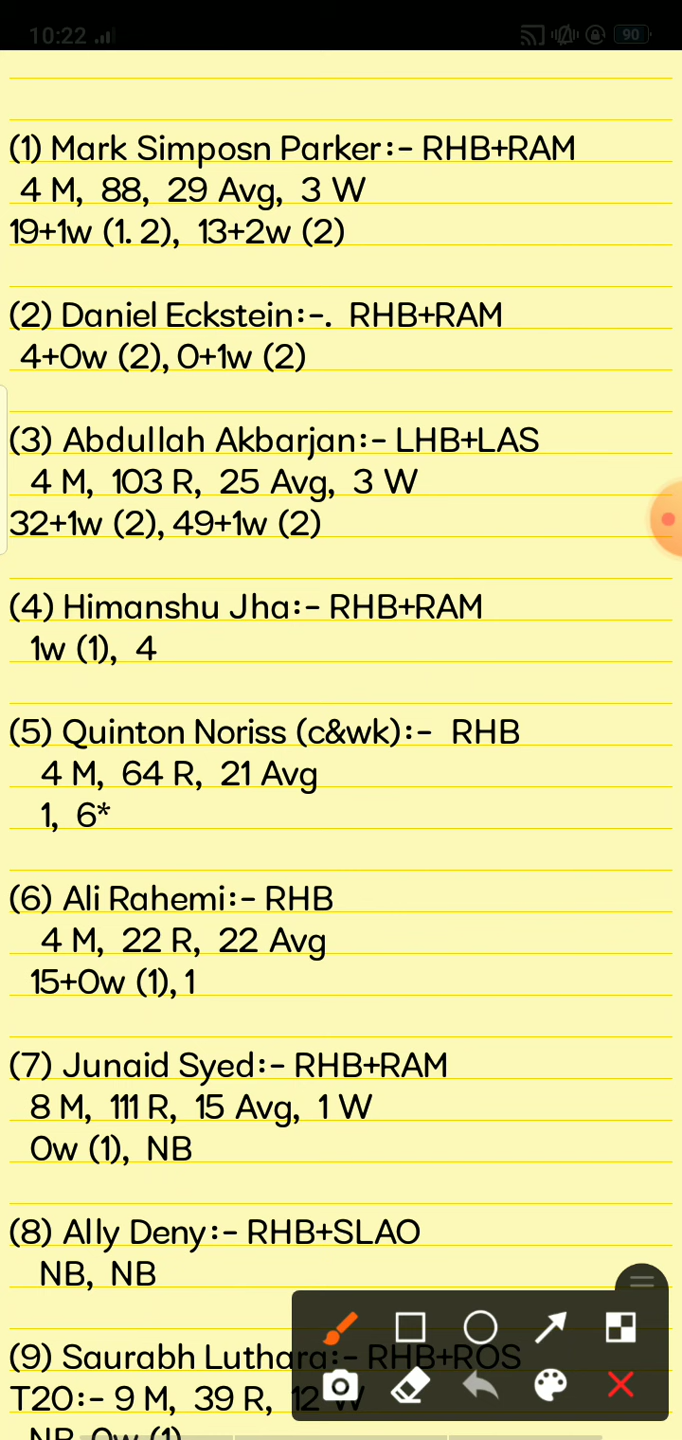 10:22
90
(1) Mark Simposn Parker:- RHB+RAM
4 M, 88, 29 Avg, 3 W
19+1w (1. 2), 13+2w (2)
(2) Daniel Eckstein:-. RHB+RAM
4+0w (2), 0+1w (2)
(3) Abdullah Akbarjan:- LHB+LAS
4 M, 103 R, 25 Avg, 3 W
32+1w (2), 49+1w (2)
(4) Himanshu Jha:- RHB+RAM
1w (1), 4
(5) Quinton Noriss (c&wk):- RHB
4 M, 64 R, 21 Avg
1, 6*
(6) Ali Rahemi:- RHB
4 M, 22 R, 22 Avg
15+0w (1), 1
(7) Junaid Syed:- RHB+RAM
8 M, 111 R, 15 Avg, 1 W
0w (1), NB
(8) Ally Deny:- RHB+SLAO
NB, NB
(9) Saurabh Luthara:- RHB+ROS
T20:- 9 M, 39 R, 12 W
NB, 0w (1)